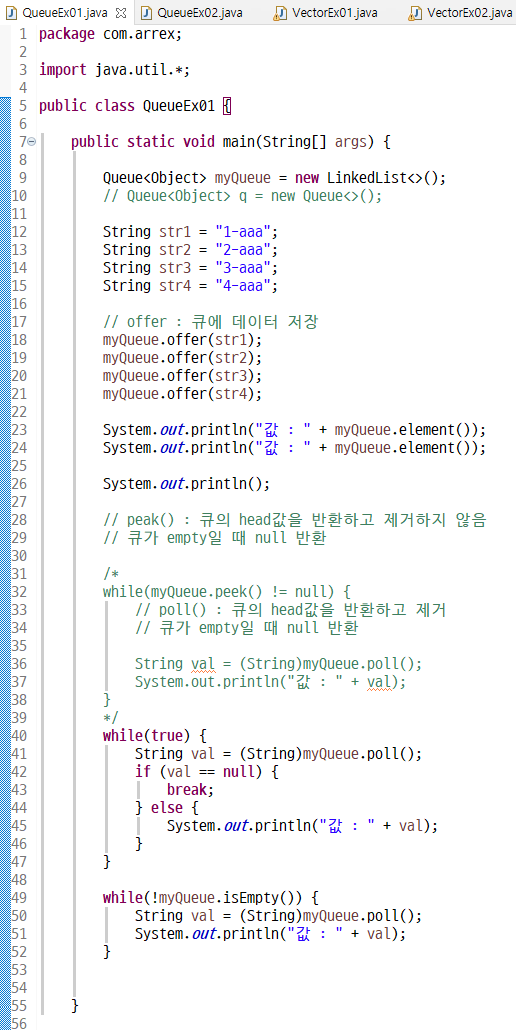 QueueEx01.java QueueEx02.java VectorEx01.java VectorEx02.java
1 package com.arrex;
2
3 import java.util.*;
4
5 public class QueueEx01 {
6
7 public static void main(String[] args) {
8
9 Queue<Object> myQueue = new LinkedList<>();
10 // Queue<Object> q = new Queue<>();
11
12 String str1 = "1-aaa";
13 String str2 = "2-aaa";
14 String str3 = "3-aaa";
15 String str4 = "4-aaa";
16
17 // offer : 큐에 데이터 저장
18 myQueue.offer(str1);
19 myQueue.offer(str2);
20 myQueue.offer(str3);
21 myQueue.offer(str4);
22
23 System.out.println("값 : " + myQueue.element());
24 System.out.println("값 : " + myQueue.element());
25
26 System.out.println();
27
28 // peak() : 큐의 head값을 반환하고 제거하지 않음
29 // 큐가 empty일 때 null 반환
30
31 /*
32 while(myQueue.peek() != null) {
33 // poll() : 큐의 head값을 반환하고 제거
34 // 큐가 empty일 때 null 반환
35
36 String val = (String)myQueue.poll();
37 System.out.println("값 : " + val);
38 }
39 */
40 while(true) {
41 String val = (String)myQueue.poll();
42 if (val == null) {
43 break;
44 } else {
45 System.out.println("값 : " + val);
46 }
47 }
48
49 while(!myQueue.isEmpty()) {
50 String val = (String)myQueue.poll();
51 System.out.println("값 : " + val);
52 }
53
54
55 }
56